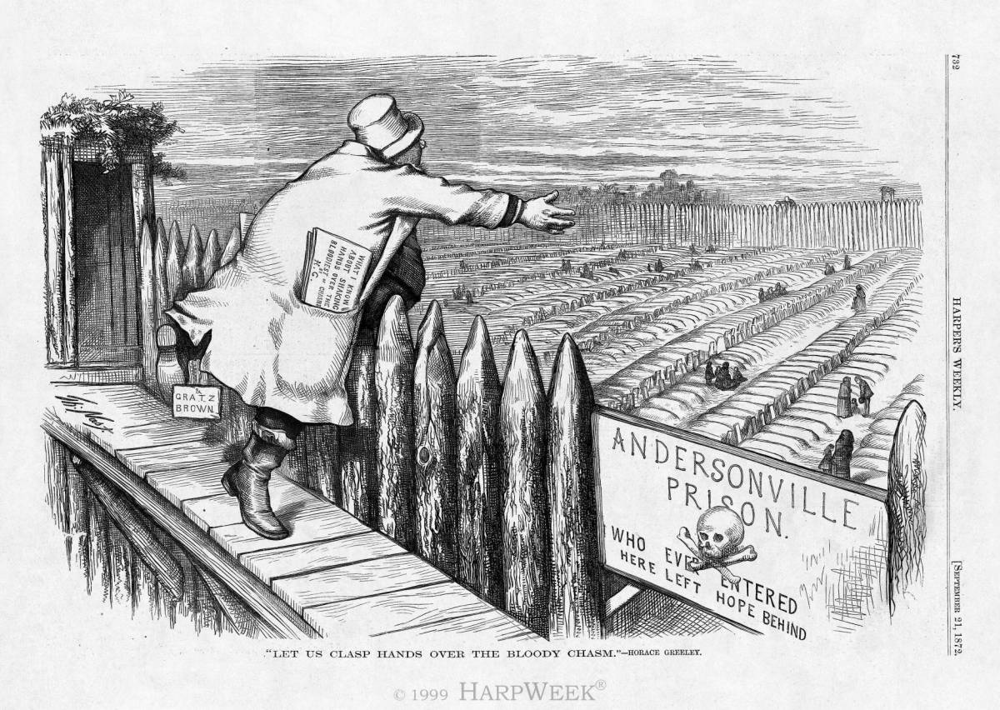 WHAT I KNOW
ABOUT SHAKING
HANDS OVER THE
BLOODIEST OF CHASM
H.G.
&
GRATZ
BROWN
Th: Nast
ANDERSONVILLE
PRISON.
WHO EVER ENTERED
HERE LEFT HOPE BEHIND
"LET US CLASP HANDS OVER THE BLOODY CHASM."—HORACE GREELEY.
732
HARPER'S WEEKLY.
[SEPTEMBER 21, 1872.
© 1999 HARPWEEK®